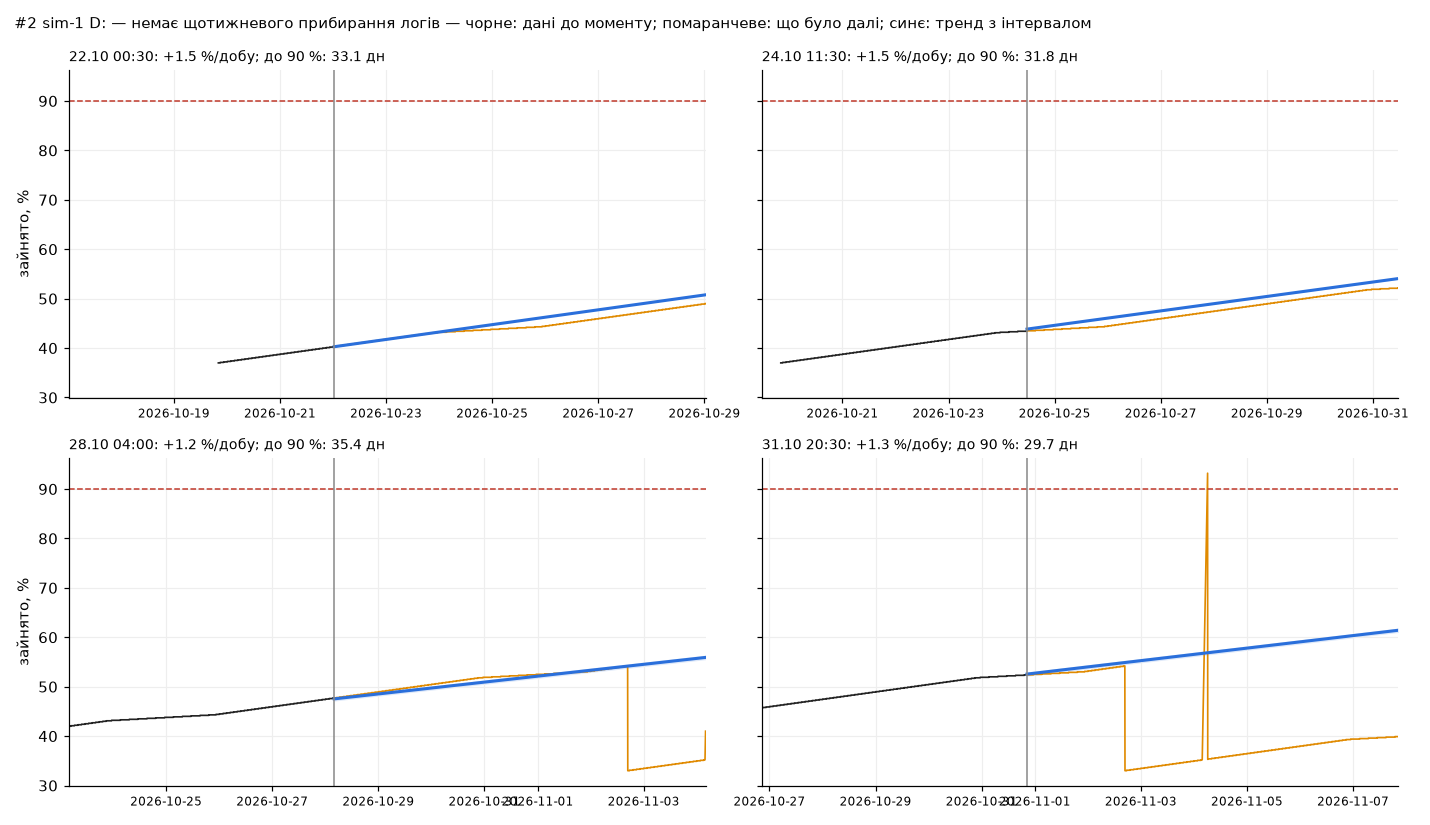 #2 sim-1 D: — немає щотижневого прибирання логів — чорне: дані до моменту; помаранчеве: що було далі; синє: тренд з інтервалом
22.10 00:30: +1.5 %/добу; до 90 %: 33.1 дн
24.10 11:30: +1.5 %/добу; до 90 %: 31.8 дн
зайнято, %
90
80
70
60
50
40
30
2026-10-19 2026-10-21 2026-10-23 2026-10-25 2026-10-27 2026-10-29
2026-10-21 2026-10-23 2026-10-25 2026-10-27 2026-10-29 2026-10-31
28.10 04:00: +1.2 %/добу; до 90 %: 35.4 дн
31.10 20:30: +1.3 %/добу; до 90 %: 29.7 дн
зайнято, %
90
80
70
60
50
40
30
2026-10-25 2026-10-27 2026-10-29 2026-10-31 2026-11-01 2026-11-03
2026-10-27 2026-10-29 2026-10-31 2026-11-01 2026-11-03 2026-11-05 2026-11-07